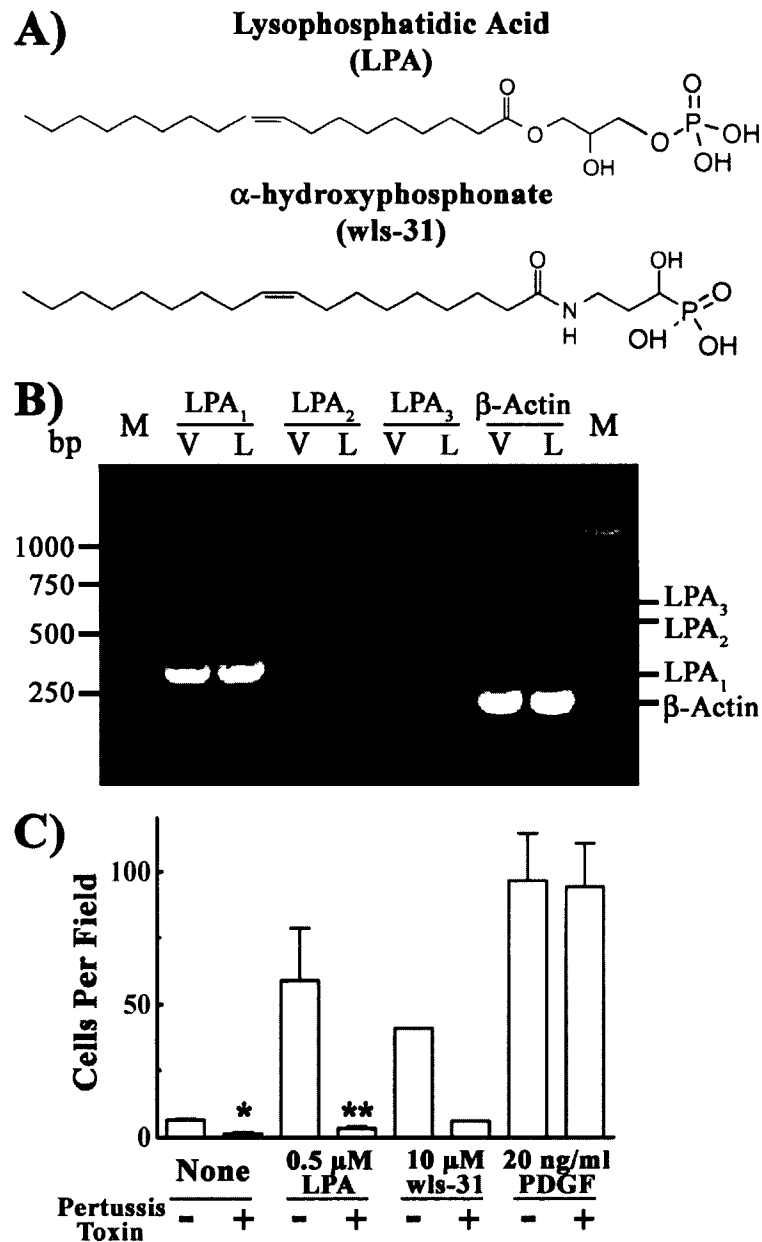 A)
Lysophosphatidic Acid
(LPA)
O
O
O
P
O
OH
OH
OH
α-hydroxyphosphonate
(wls-31)
O
OH
N
H
P
O
OH
OH
B)
bp
M
LPA₁
LPA₂
LPA₃
β-Actin
M
V L V L V L V L
1000
750
500
250
LPA₃
LPA₂
LPA₁
β-Actin
C)
Cells Per Field
100
50
0
*
**
None
0.5 µM
LPA
10 µM
wls-31
20 ng/ml
PDGF
Pertussis
Toxin
- + - + - + - +